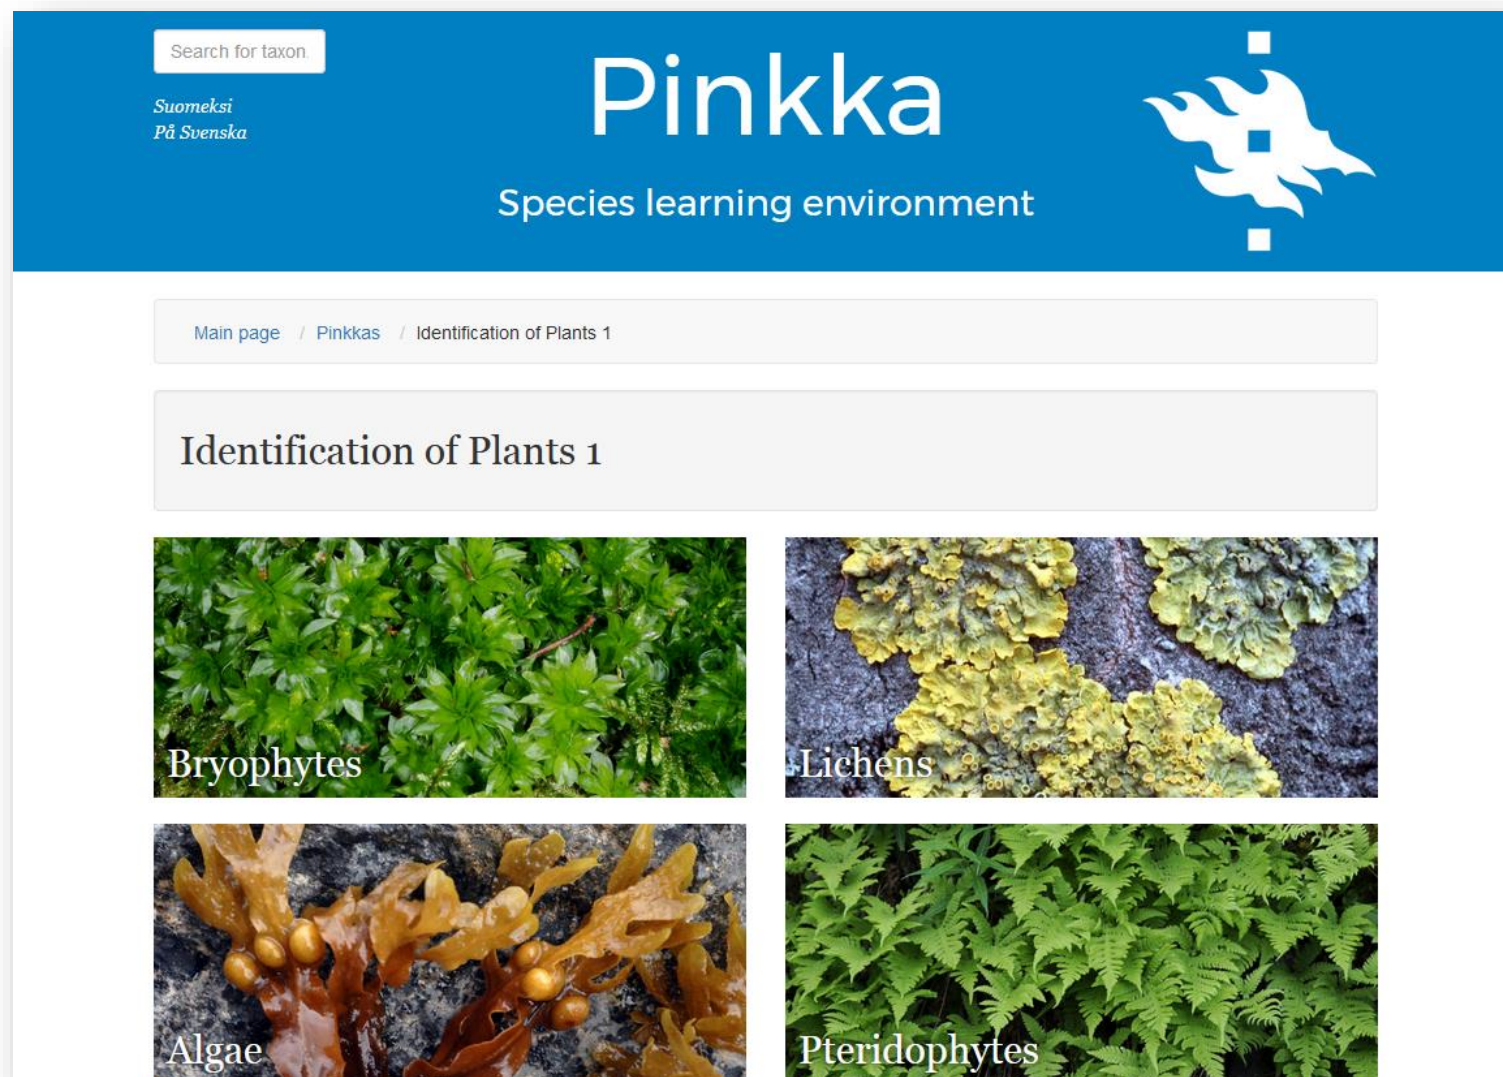 Search for taxon.
Suomeksi
På Svenska
Pinkka
Species learning environment
Main page / Pinkkas / Identification of Plants 1
Identification of Plants 1
Bryophytes
Lichens
Algae
Pteridophytes